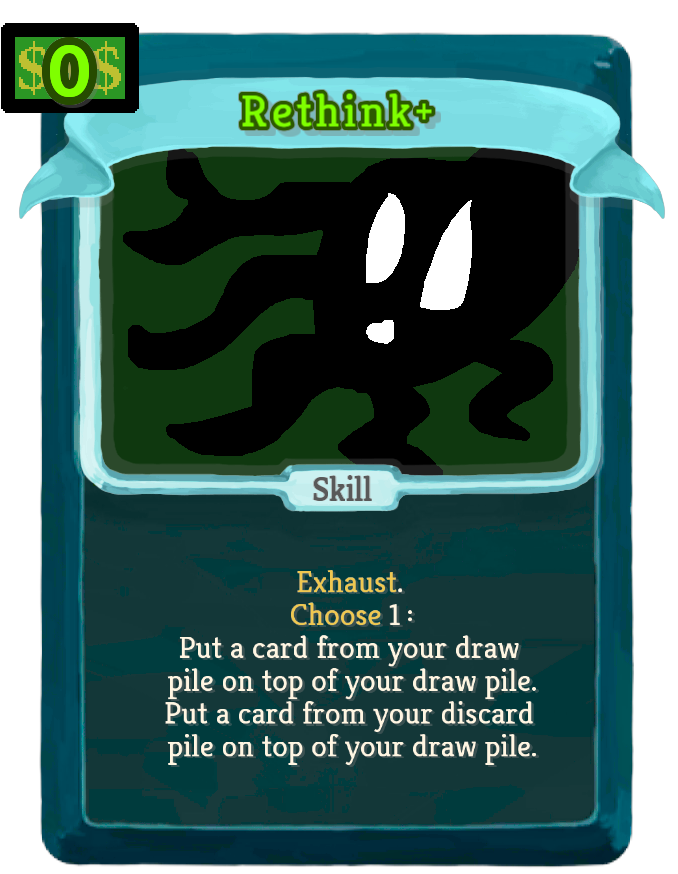 $0$
Rethink+
Skill
Exhaust.
Choose 1:
Put a card from your draw
pile on top of your draw pile.
Put a card from your discard
pile on top of your draw pile.